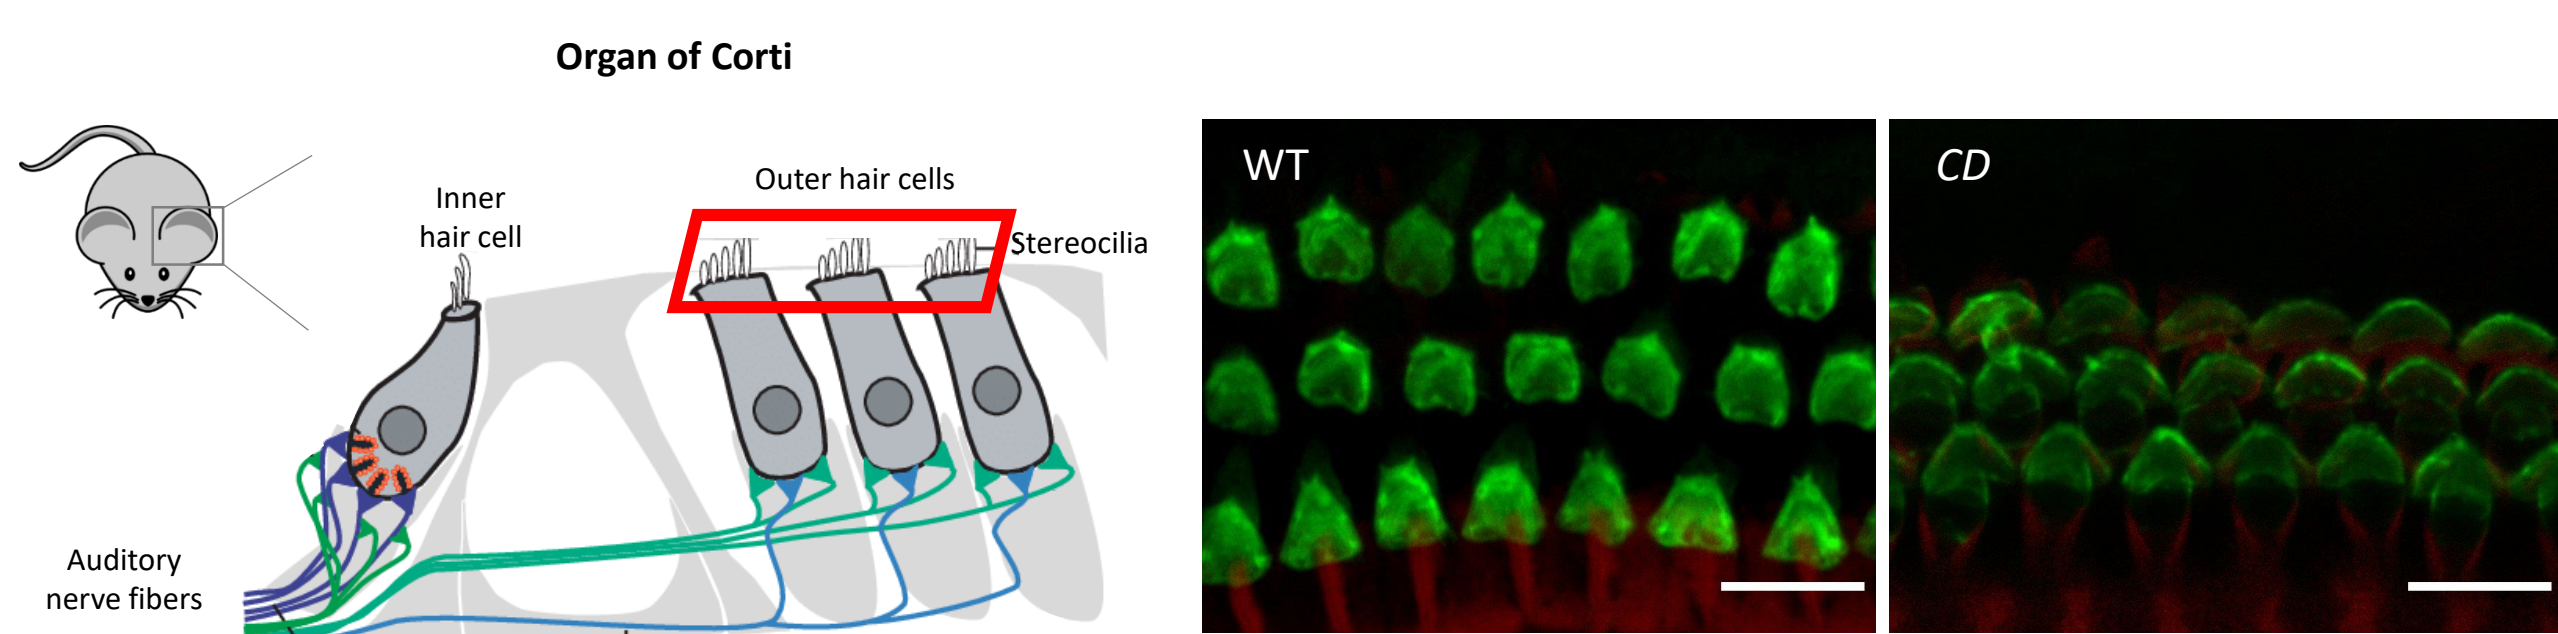 Organ of Corti
Inner
hair cell
Outer hair cells
Stereocilia
Auditory
nerve fibers
WT
CD